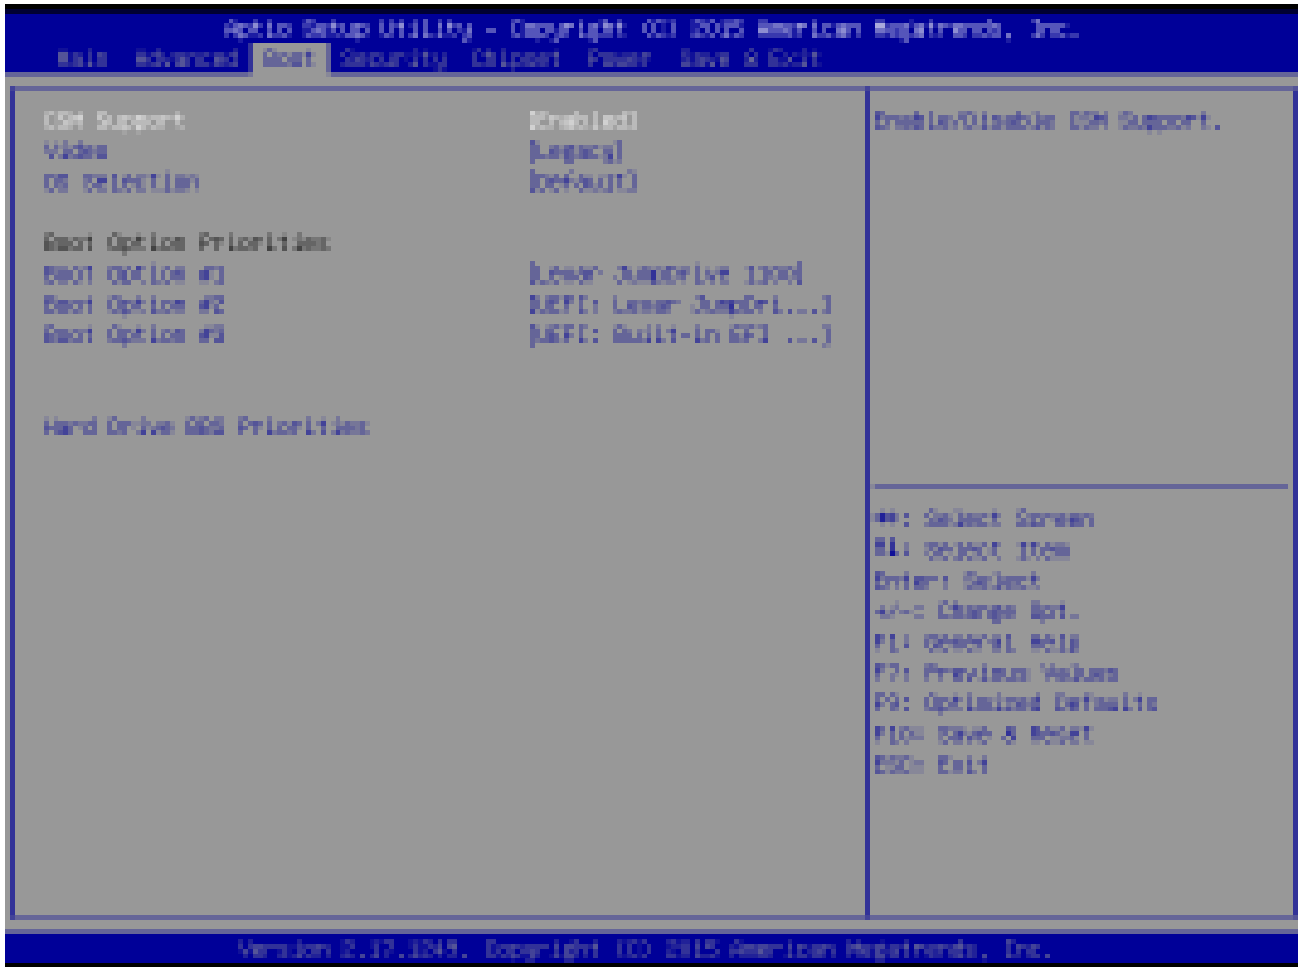 Aptio Setup Utility - Copyright (C) 2015 American Megatrends, Inc.
Main Advanced Boot Security Chipset Power Save & Exit
CSM Support [Enabled]
Video [Legacy]
OS Selection [Default]
Boot Option Priorities
Boot Option #1 [Lexar JumpDrive 1100]
Boot Option #2 [UEFI: Lexar JumpDri...]
Boot Option #3 [UEFI: Built-in EFI ...]
Hard Drive BBS Priorities
Enable/Disable CSM Support.
→←: Select Screen
↑↓: Select Item
Enter: Select
+/-: Change Opt.
F1: General Help
F7: Previous Values
F9: Optimized Defaults
F10: Save & Reset
ESC: Exit
Version 2.17.1249. Copyright (C) 2015 American Megatrends, Inc.